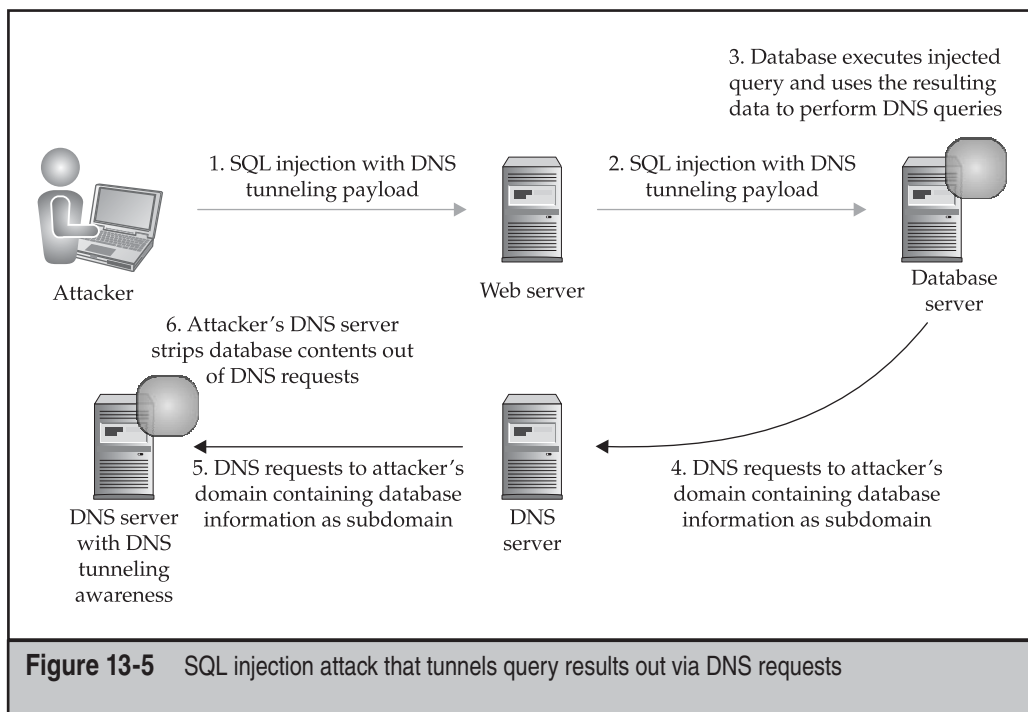 3. Database executes injected
query and uses the resulting
data to perform DNS queries
1. SQL injection with DNS
tunneling payload
2. SQL injection with DNS
tunneling payload
Attacker
Web server
Database
server
6. Attacker’s DNS server
strips database contents out
of DNS requests
5. DNS requests to attacker’s
domain containing database
information as subdomain
4. DNS requests to attacker’s
domain containing database
information as subdomain
DNS server
with DNS
tunneling
awareness
DNS
server
Figure 13-5 SQL injection attack that tunnels query results out via DNS requests